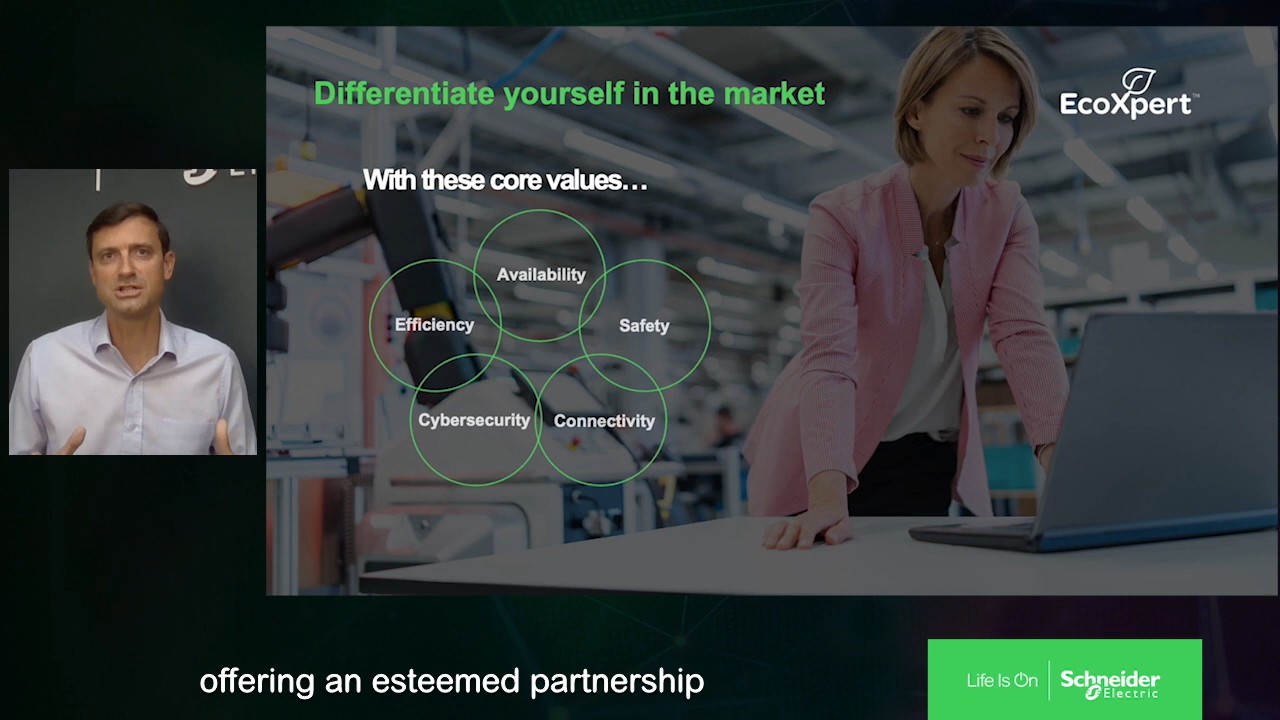 Differentiate yourself in the market
EcoXpert™
With these core values…
Availability
Efficiency
Safety
Cybersecurity
Connectivity
offering an esteemed partnership
Life Is On
Schneider
Electric